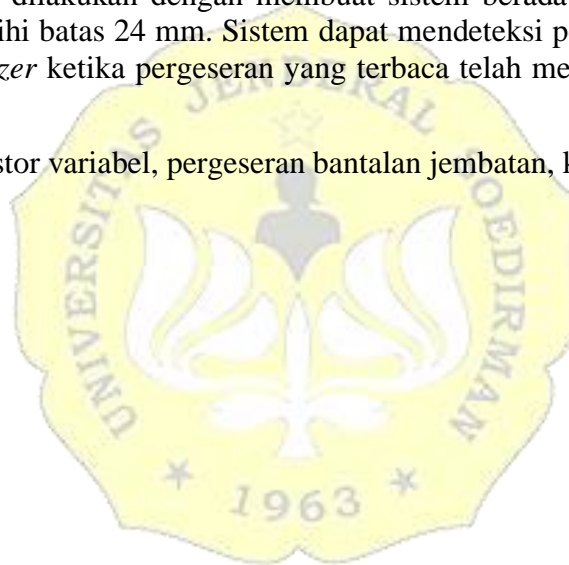 dilakukan dengan membuat sistem berada
ihi batas 24 mm. Sistem dapat mendeteksi p
zer ketika pergeseran yang terbaca telah me
stor variabel, pergeseran bantalan jembatan, k
UNIVERSITAS JENDERAL SOEDIRMAN
1963